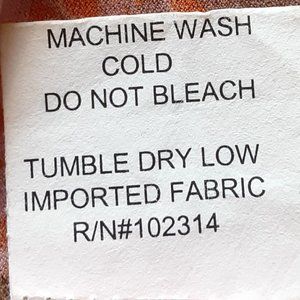 MACHINE WASH
COLD
DO NOT BLEACH
TUMBLE DRY LOW
IMPORTED FABRIC
R/N#102314